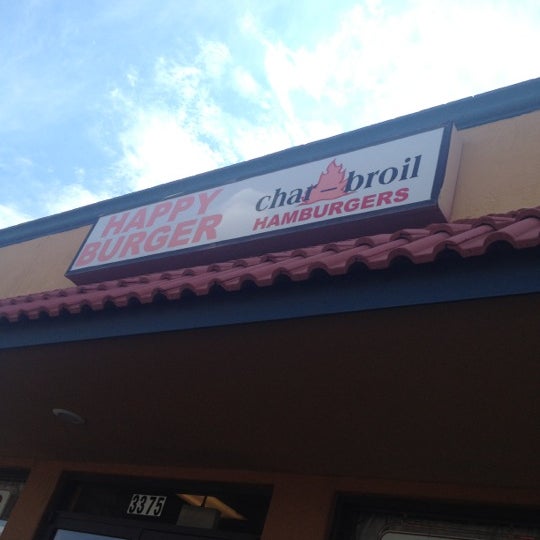 HAPPY
BURGER
char-broil
HAMBURGERS
3375